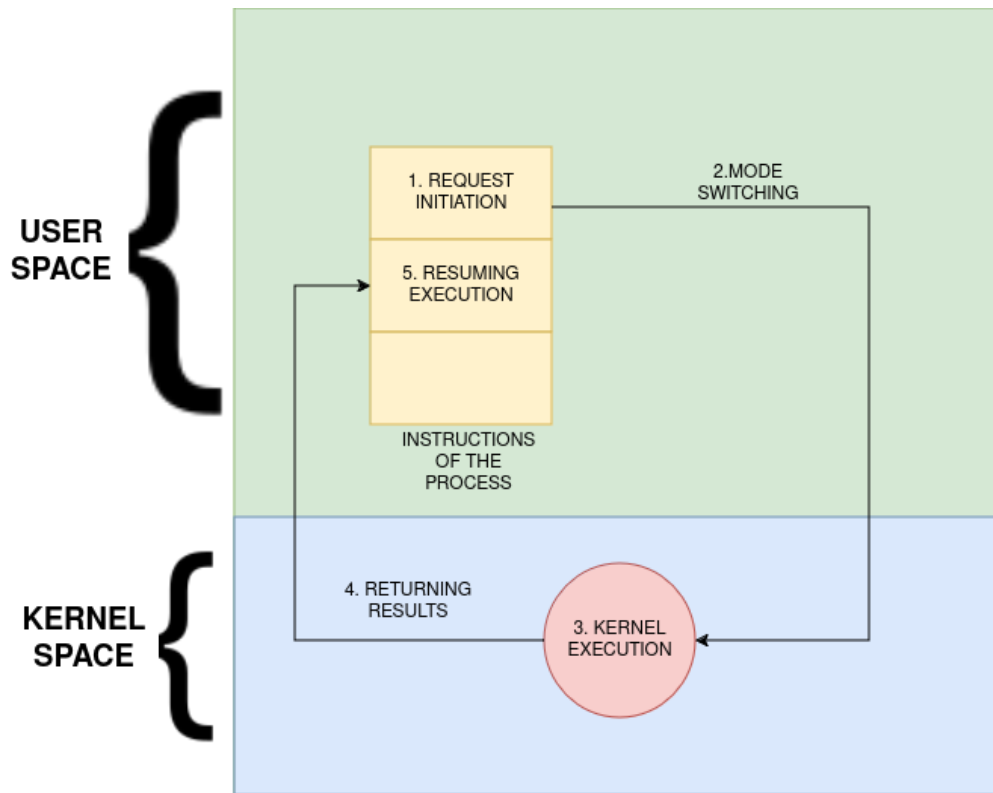 USER
SPACE
1. REQUEST
INITIATION
2.MODE
SWITCHING
5. RESUMING
EXECUTION
INSTRUCTIONS
OF THE
PROCESS
KERNEL
SPACE
4. RETURNING
RESULTS
3. KERNEL
EXECUTION